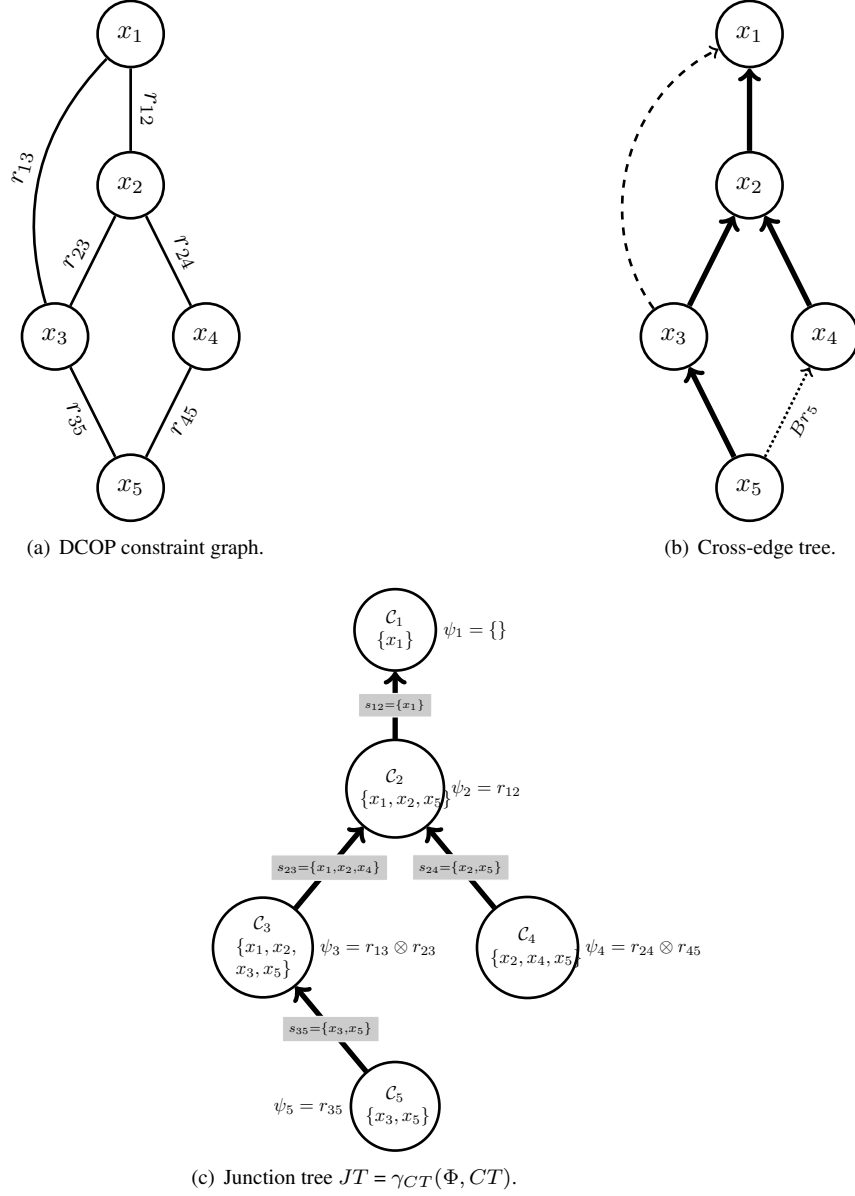 x₁
x₁
r₁₂
r₁₃
x₂
x₂
r₂₃
r₂₄
x₃
x₄
x₃
x₄
r₃₅
r₄₅
Br₅
x₅
x₅
(a) DCOP constraint graph.
(b) Cross-edge tree.
𝒞₁
{x₁}
ψ₁ = {}
s₁₂={x₁}
𝒞₂
{x₁, x₂, x₅}
ψ₂ = r₁₂
s₂₃={x₁,x₂,x₄}
s₂₄={x₂,x₅}
𝒞₃
{x₁, x₂,
x₃, x₅}
ψ₃ = r₁₃ ⊗ r₂₃
𝒞₄
{x₂, x₄, x₅}
ψ₄ = r₂₄ ⊗ r₄₅
s₃₅={x₃,x₅}
ψ₅ = r₃₅
𝒞₅
{x₃, x₅}
(c) Junction tree JT = γ_CT(Φ, CT).